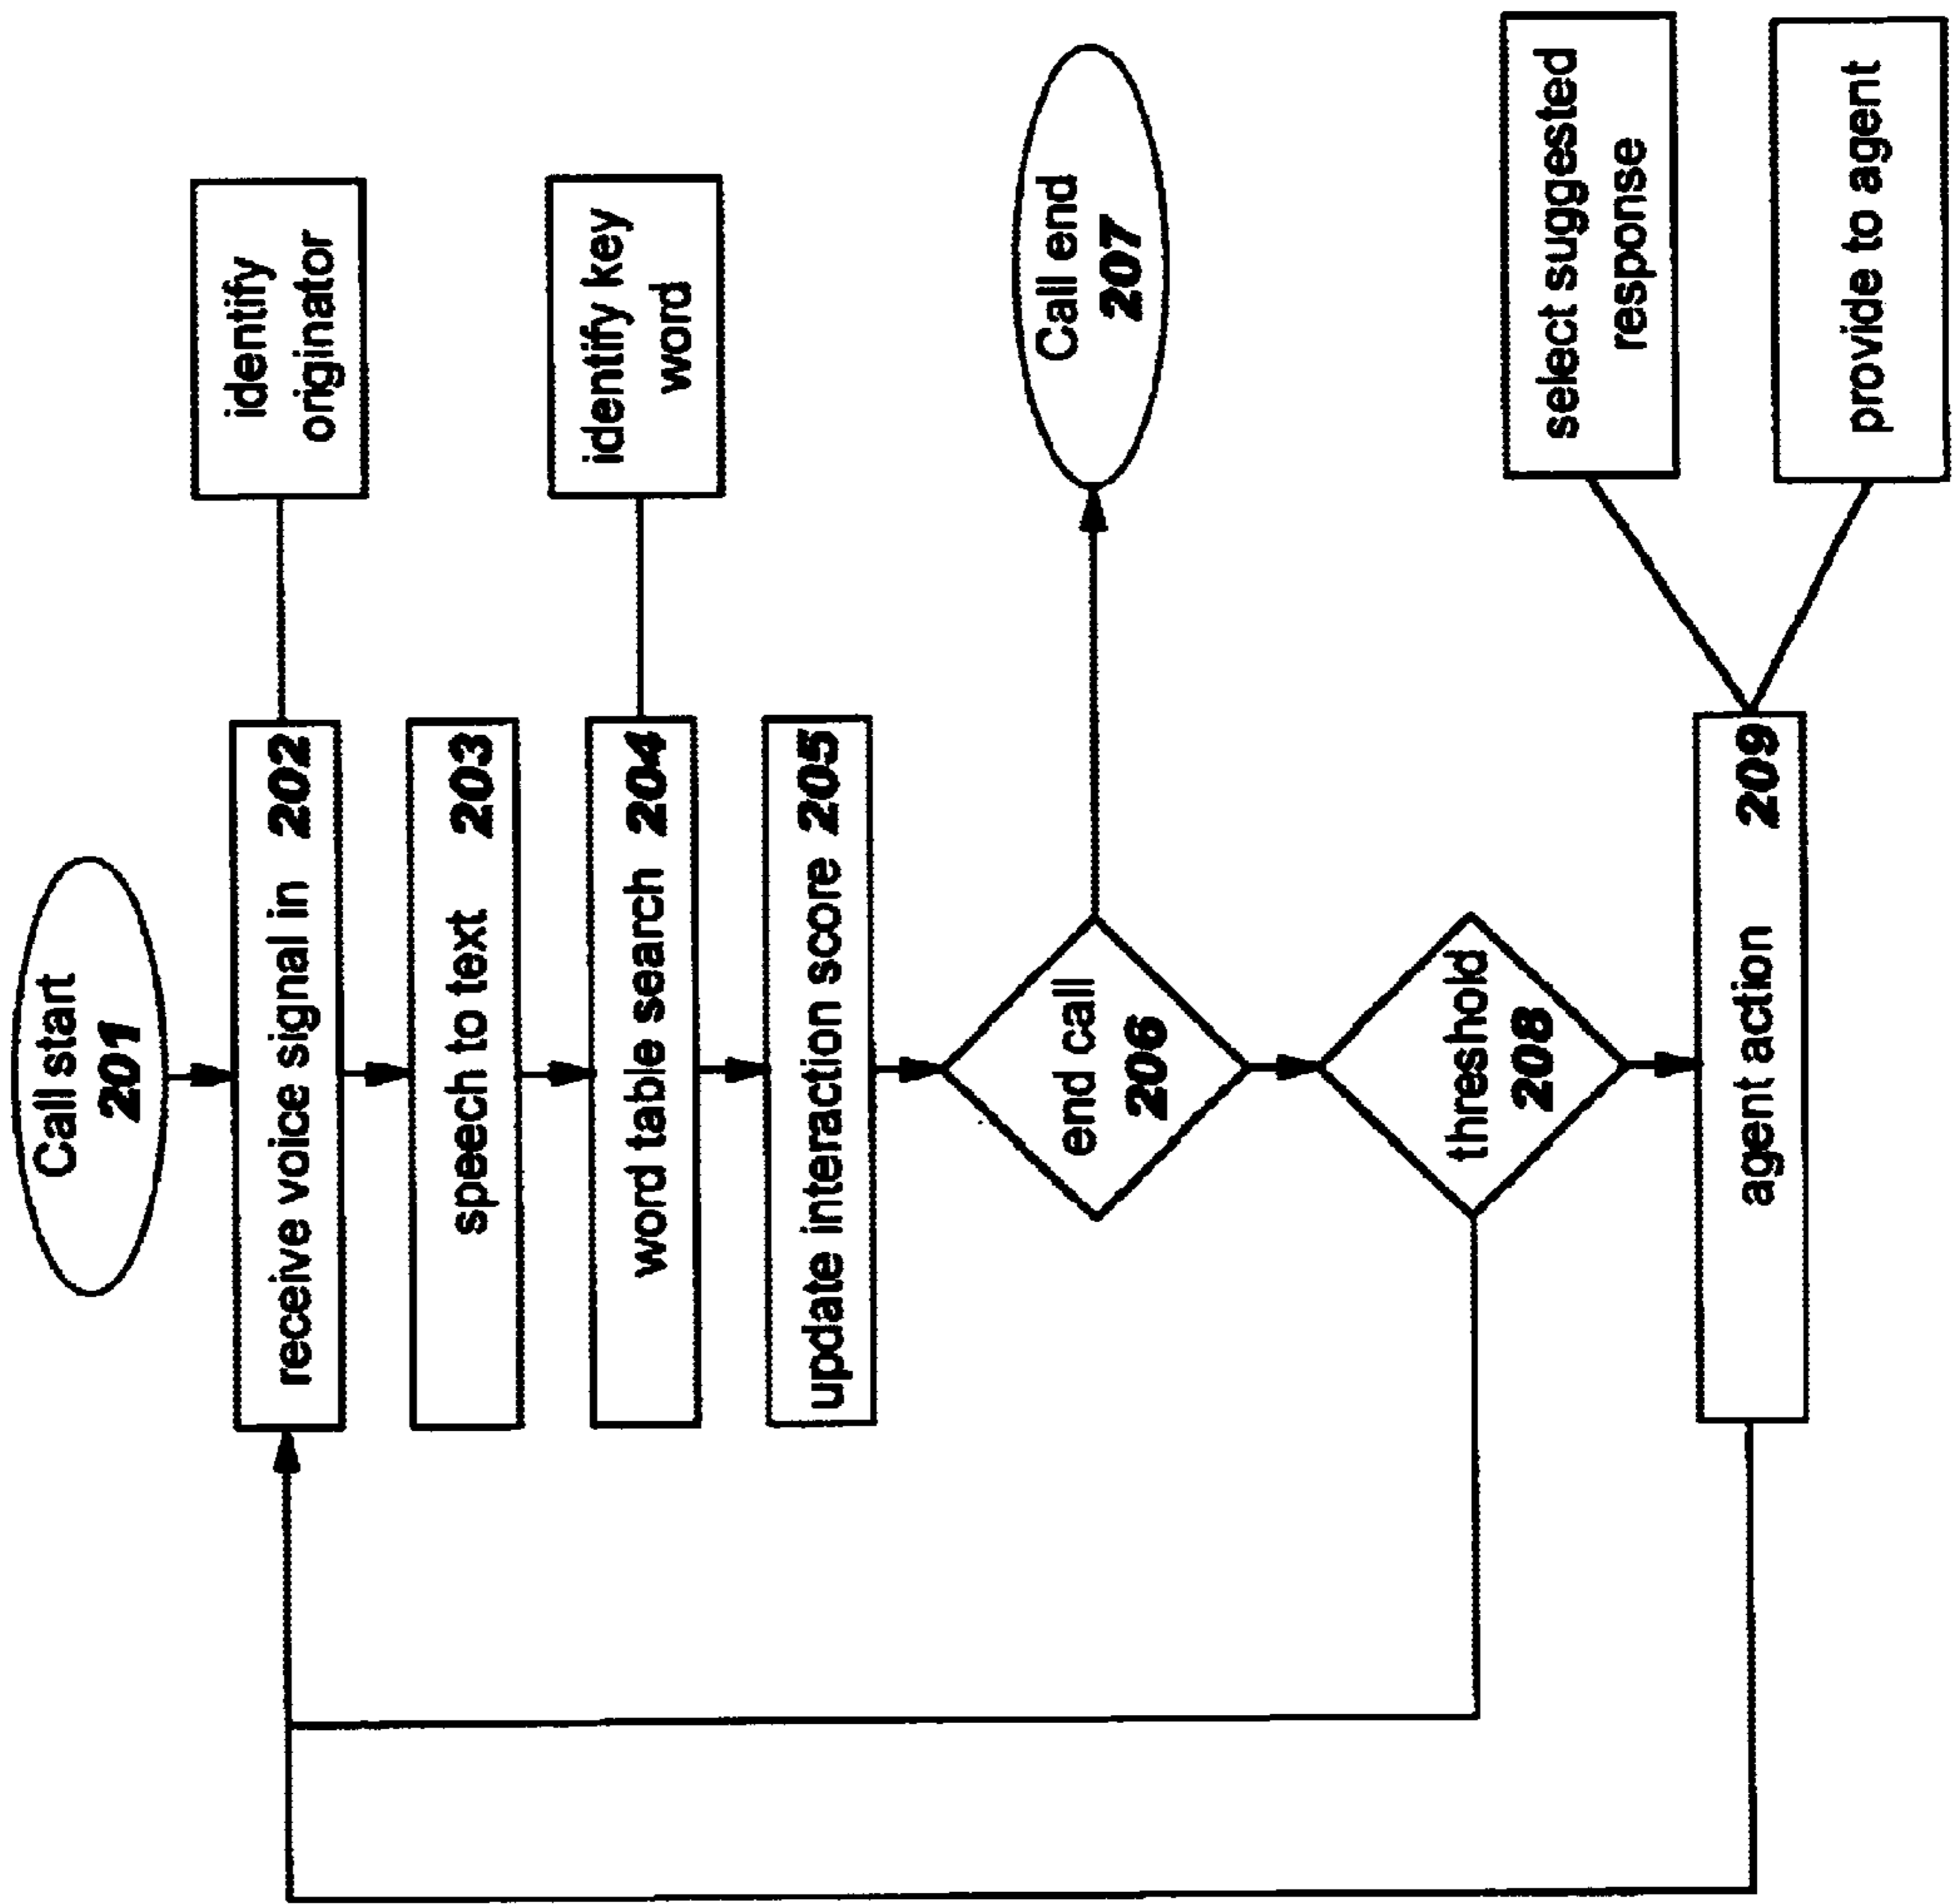 Call start
201
receive voice signal in 202
identify
originator
speech to text 203
word table search 204
identify key
word
update interaction score 205
end call
206
Call end
207
threshold
208
agent action 209
select suggested
response
provide to agent